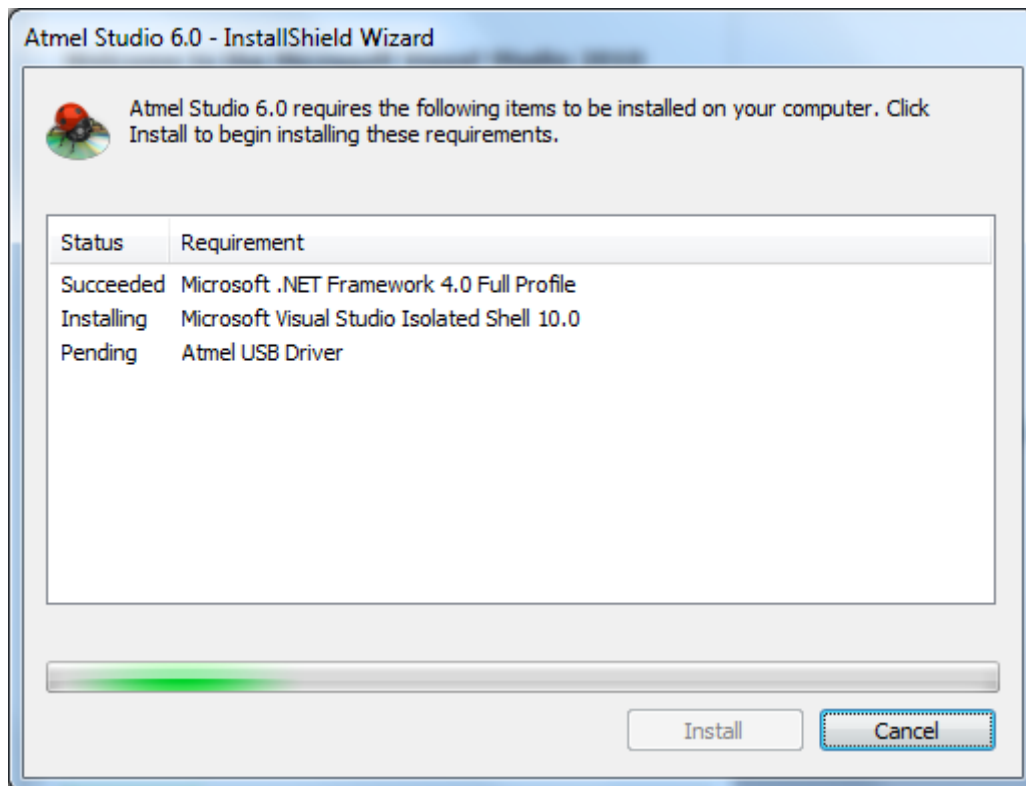 Atmel Studio 6.0 - InstallShield Wizard
Atmel Studio 6.0 requires the following items to be installed on your computer. Click
Install to begin installing these requirements.
Status Requirement
Succeeded Microsoft .NET Framework 4.0 Full Profile
Installing Microsoft Visual Studio Isolated Shell 10.0
Pending Atmel USB Driver
Install Cancel